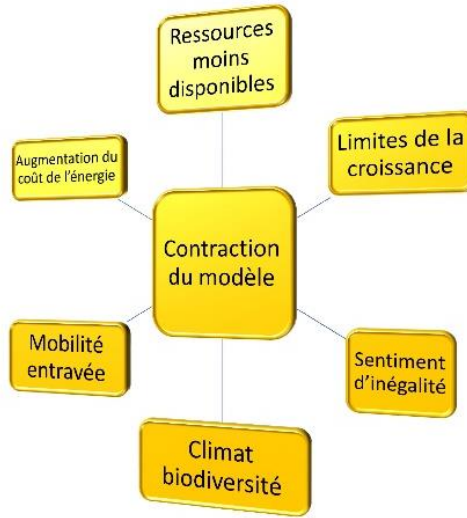 Ressources
moins
disponibles
Augmentation du
coût de l'énergie
Limites de la
croissance
Contraction
du modèle
Mobilité
entravée
Sentiment
d'inégalité
Climat
biodiversité